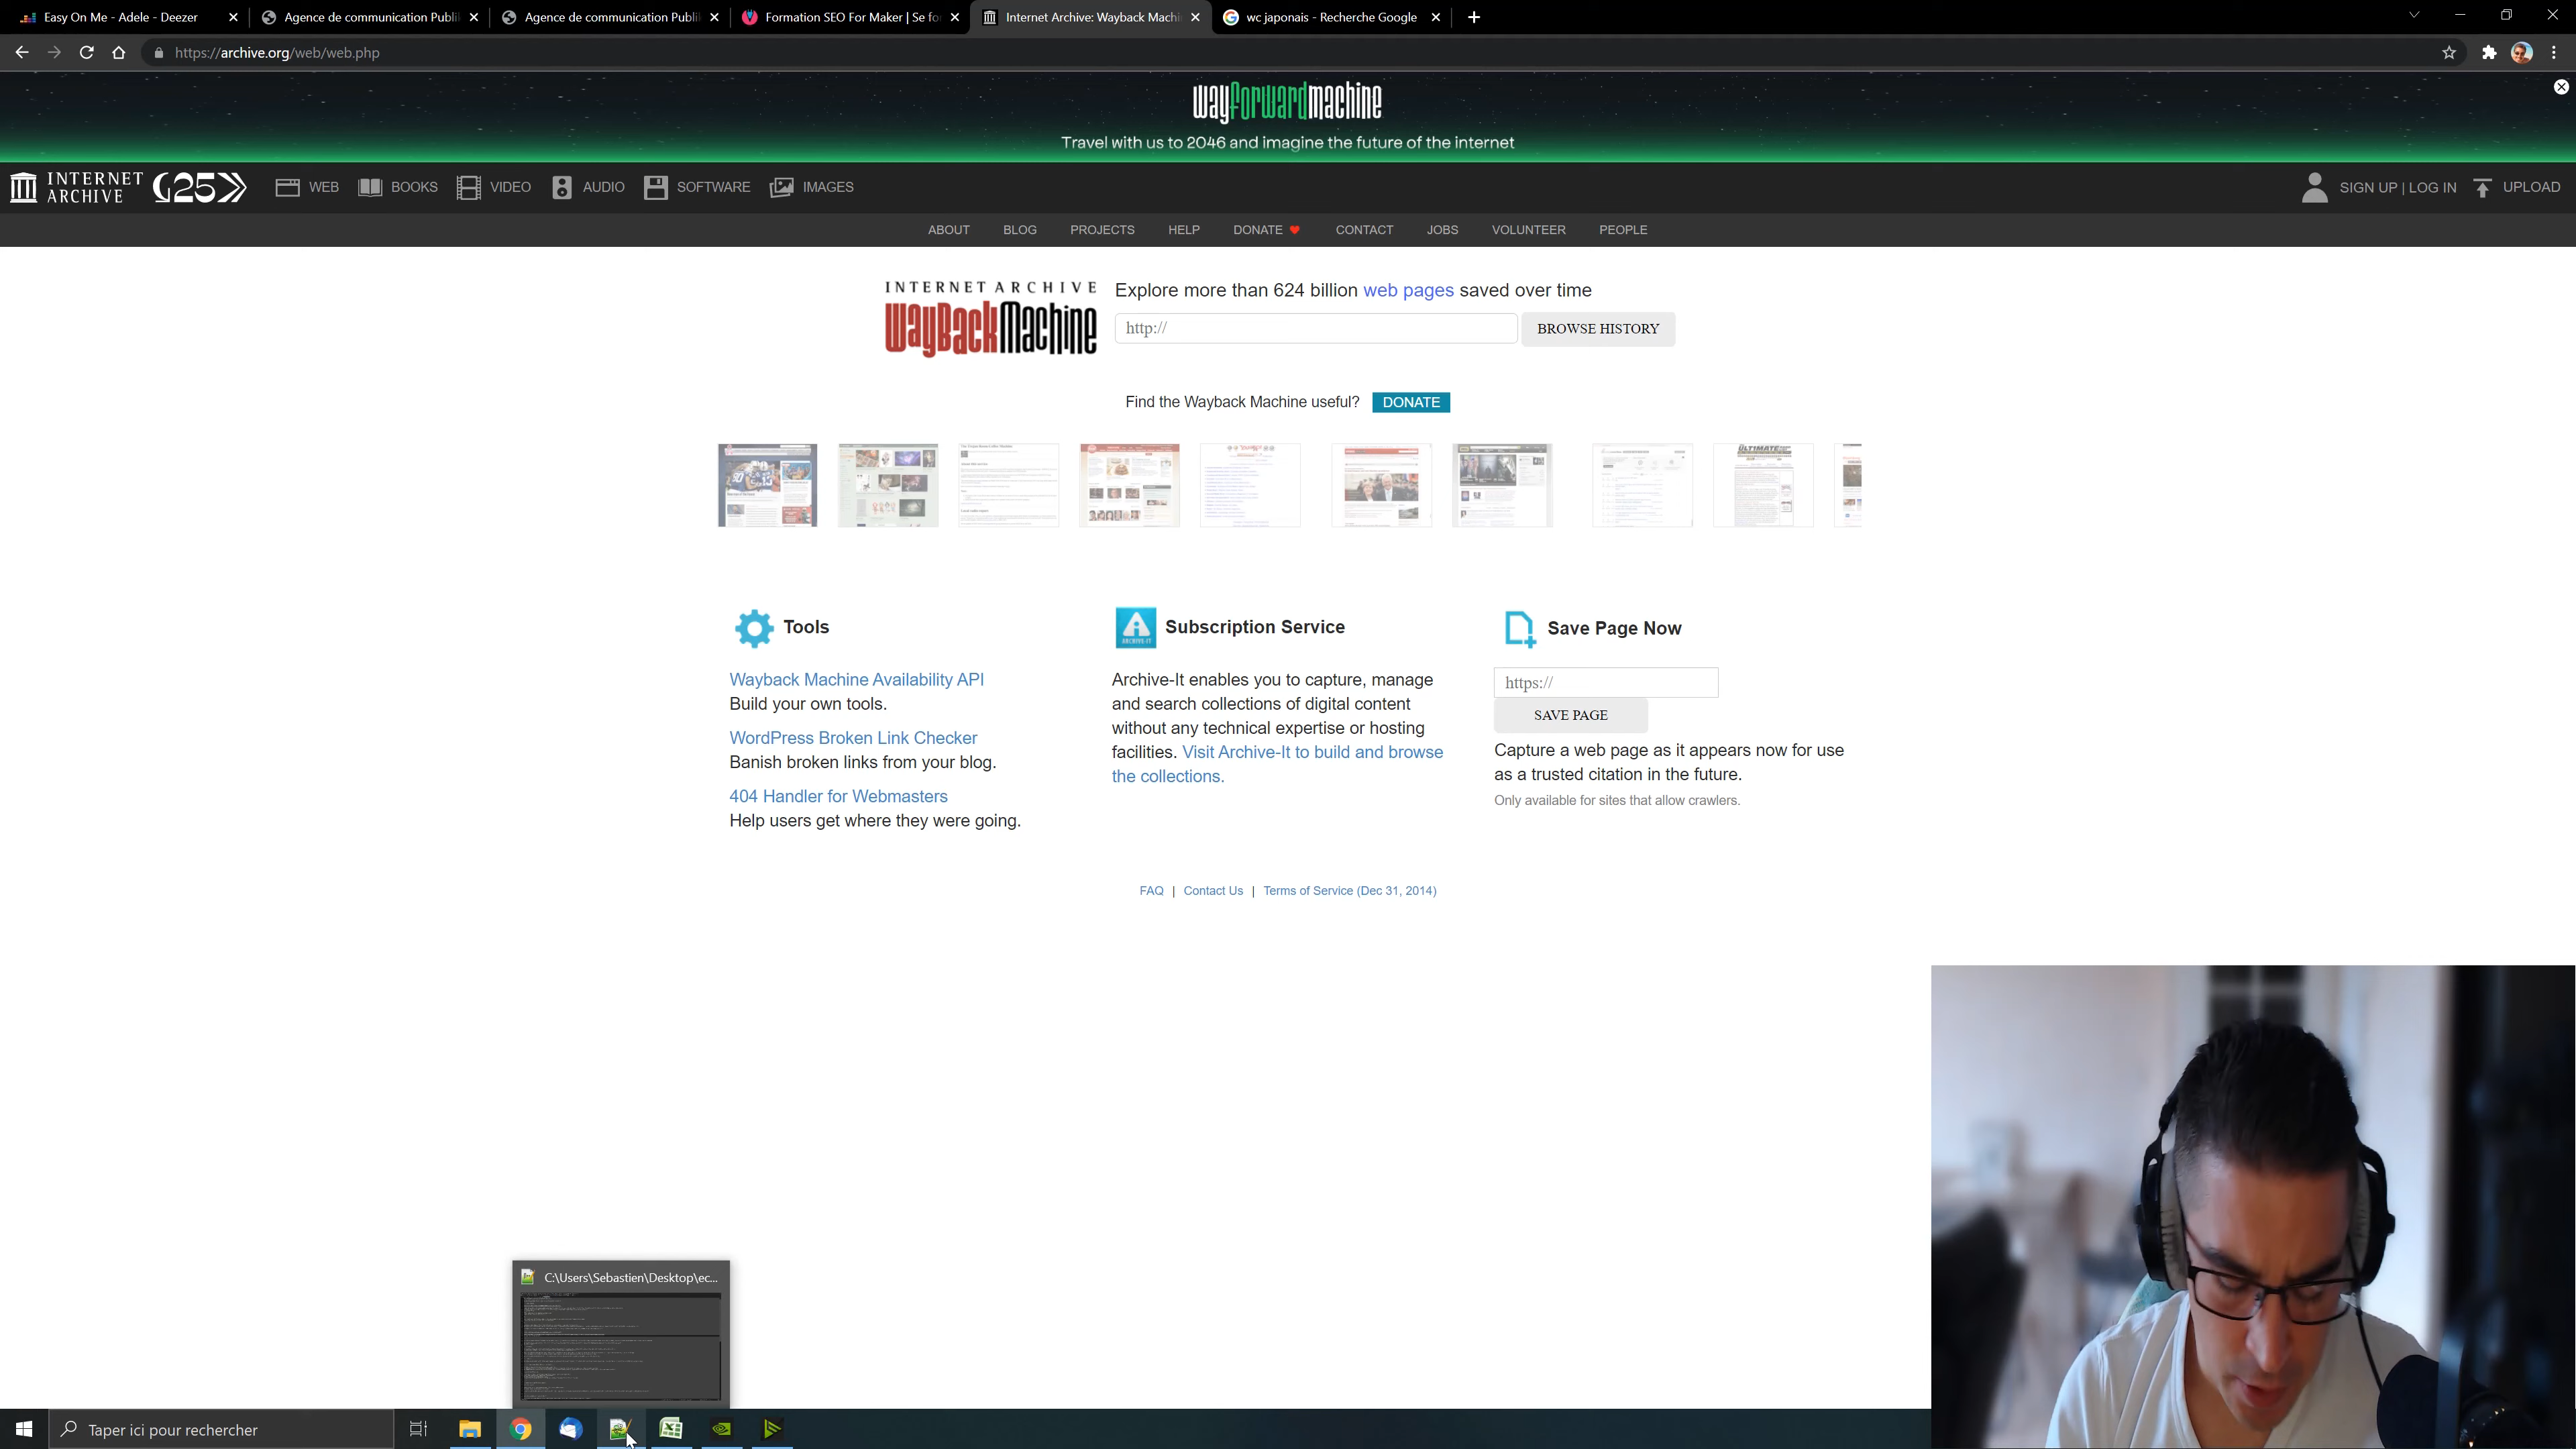 Easy On Me - Adele - Deezer
Agence de communication Publi
Agence de communication Publi
Formation SEO For Maker | Se fo
Internet Archive: Wayback Machi
wc japonais - Recherche Google
https://archive.org/web/web.php
wayforwardmachine
Travel with us to 2046 and imagine the future of the internet
INTERNET ARCHIVE 25
WEB BOOKS VIDEO AUDIO SOFTWARE IMAGES
SIGN UP | LOG IN UPLOAD
ABOUT BLOG PROJECTS HELP DONATE CONTACT JOBS VOLUNTEER PEOPLE
INTERNET ARCHIVE
WayBackMachine
Explore more than 624 billion web pages saved over time
http://
BROWSE HISTORY
Find the Wayback Machine useful? DONATE
Tools
Wayback Machine Availability API
Build your own tools.
WordPress Broken Link Checker
Banish broken links from your blog.
404 Handler for Webmasters
Help users get where they were going.
Subscription Service
Archive-It enables you to capture, manage
and search collections of digital content
without any technical expertise or hosting
facilities. Visit Archive-It to build and browse
the collections.
Save Page Now
https://
SAVE PAGE
Capture a web page as it appears now for use
as a trusted citation in the future.
Only available for sites that allow crawlers.
FAQ | Contact Us | Terms of Service (Dec 31, 2014)
C:\Users\Sebastien\Desktop\ec...
Taper ici pour rechercher